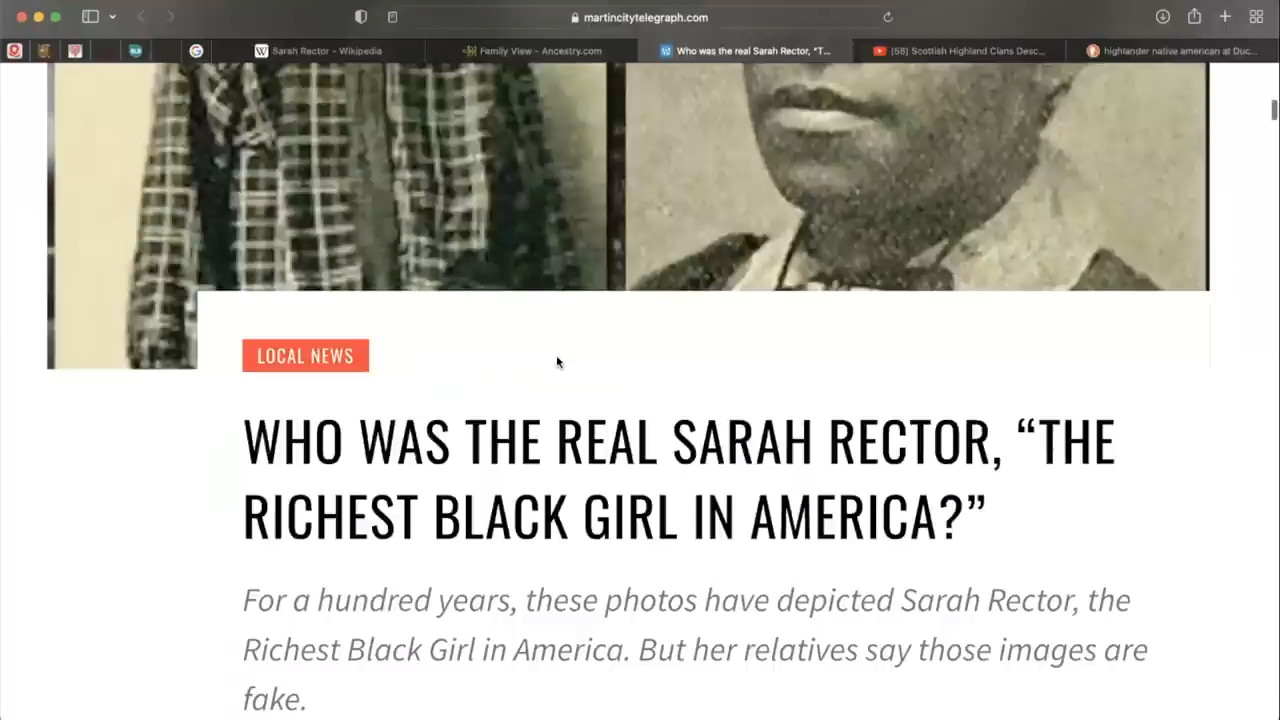 martincitytelegraph.com
Sarah Rector - Wikipedia
Family View - Ancestry.com
Who was the real Sarah Rector, "T...
(58) Scottish Highland Clans Desc...
highlander native american at Duc...
LOCAL NEWS
WHO WAS THE REAL SARAH RECTOR, “THE
RICHEST BLACK GIRL IN AMERICA?”
For a hundred years, these photos have depicted Sarah Rector, the
Richest Black Girl in America. But her relatives say those images are
fake.